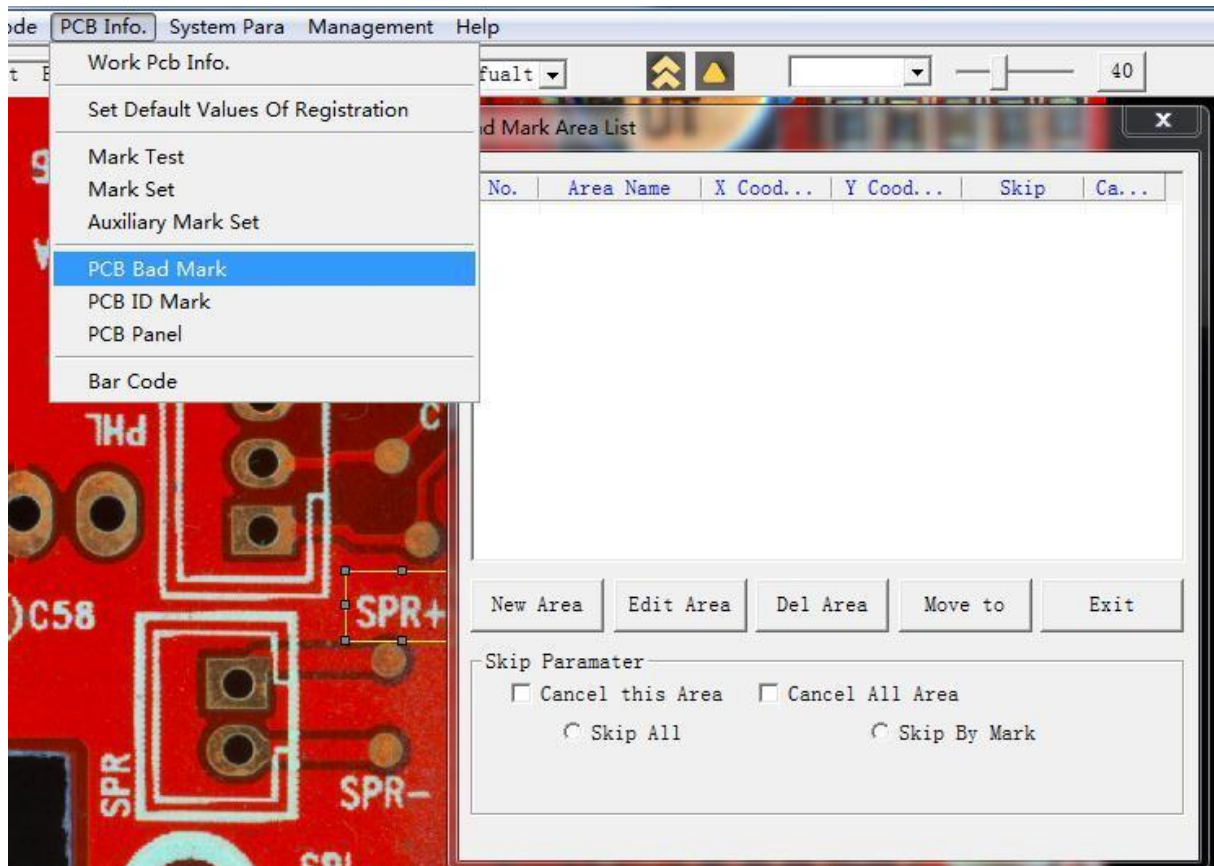 ode PCB Info. System Para Management Help
Work Pcb Info.
Set Default Values Of Registration
Mark Test
Mark Set
Auxiliary Mark Set
PCB Bad Mark
PCB ID Mark
PCB Panel
Bar Code
t
fualt
40
d Mark Area List
x
No. Area Name X Cood... Y Cood... Skip Ca...
New Area Edit Area Del Area Move to Exit
Skip Paramater
Cancel this Area Cancel All Area
Skip All Skip By Mark
PHL
C
C58
SPR+
SPR
SPR-